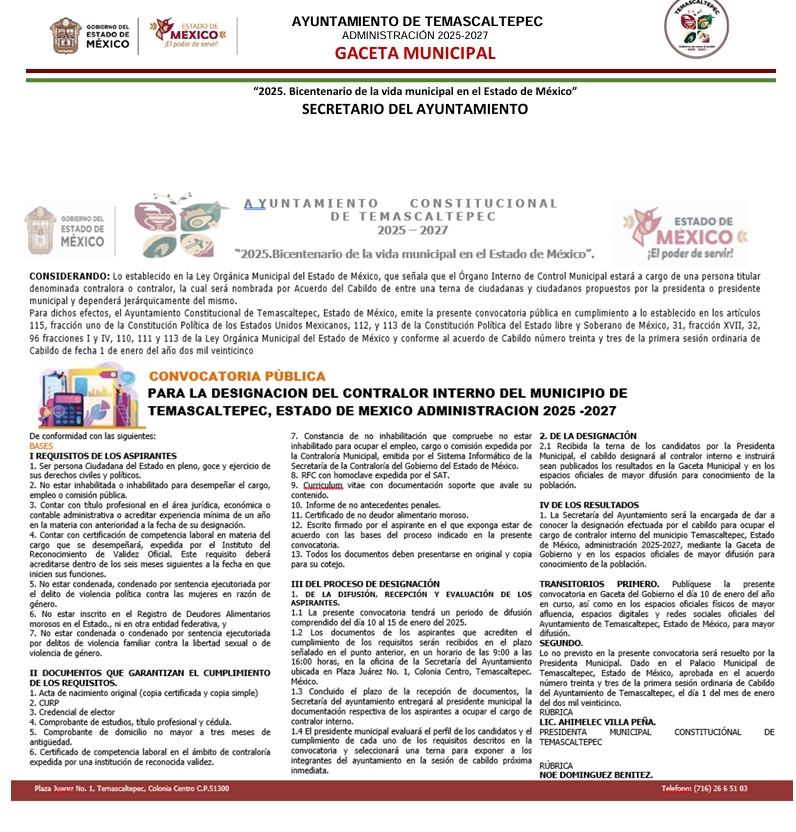 GOBIERNO DEL
ESTADO DE
MÉXICO
ESTADO DE
MÉXICO
¡El poder de servir!
AYUNTAMIENTO DE TEMASCALTEPEC
ADMINISTRACIÓN 2025-2027
GACETA MUNICIPAL
TEMASCALTEPEC
“2025. Bicentenario de la vida municipal en el Estado de México”
SECRETARIO DEL AYUNTAMIENTO
GOBIERNO DEL
ESTADO DE
MÉXICO
A YUNTAMIENTO CONSTITUCIONAL
DE TEMASCALTEPEC
2025 – 2027
“2025.Bicentenario de la vida municipal en el Estado de México”.
ESTADO DE
MÉXICO
¡El poder de servir!
CONSIDERANDO: Lo establecido en la Ley Orgánica Municipal del Estado de México, que señala que el Órgano Interno de Control Municipal estará a cargo de una persona titular
denominada contralora o contralor, la cual será nombrada por Acuerdo del Cabildo de entre una terna de ciudadanas y ciudadanos propuestos por la presidenta o presidente
municipal y dependerá jerárquicamente del mismo.
Para dichos efectos, el Ayuntamiento Constitucional de Temascaltepec, Estado de México, emite la presente convocatoria pública en cumplimiento a lo establecido en los artículos
115, fracción uno de la Constitución Política de los Estados Unidos Mexicanos, 112, y 113 de la Constitución Política del Estado libre y Soberano de México, 31, fracción XVII, 32,
96 fracciones I y IV, 110, 111 y 113 de la Ley Orgánica Municipal del Estado de México y conforme al acuerdo de Cabildo número treinta y tres de la primera sesión ordinaria de
Cabildo de fecha 1 de enero del año dos mil veinticinco
CONVOCATORIA PÙBLICA
PARA LA DESIGNACION DEL CONTRALOR INTERNO DEL MUNICIPIO DE
TEMASCALTEPEC, ESTADO DE MEXICO ADMINISTRACION 2025 -2027
De conformidad con las siguientes:
BASES
I REQUISITOS DE LOS ASPIRANTES
1. Ser persona Ciudadana del Estado en pleno, goce y ejercicio de
sus derechos civiles y políticos.
2. No estar inhabilitada o inhabilitado para desempeñar el cargo,
empleo o comisión pública.
3. Contar con título profesional en el área jurídica, económica o
contable administrativa o acreditar experiencia mínima de un año
en la materia con anterioridad a la fecha de su designación.
4. Contar con certificación de competencia laboral en materia del
cargo que se desempeñará, expedida por el Instituto del
Reconocimiento de Validez Oficial. Este requisito deberá
acreditarse dentro de los seis meses siguientes a la fecha en que
inicien sus funciones.
5. No estar condenado, condenado por sentencia ejecutoriada por
el delito de violencia política contra las mujeres en razón de
género.
6. No estar inscrito en el Registro de Deudores Alimentarios
morosos en el Estado., ni en otra entidad federativa, y
7. No estar condenada o condenado por sentencia ejecutoriada
por delitos de violencia familiar contra la libertad sexual o de
violencia de género.
II DOCUMENTOS QUE GARANTIZAN EL CUMPLIMIENTO
DE LOS REQUISITOS.
1. Acta de nacimiento original (copia certificada y copia simple)
2. CURP
3. Credencial de elector
4. Comprobante de estudios, título profesional y cédula.
5. Comprobante de domicilio no mayor a tres meses de
antigüedad.
6. Certificado de competencia laboral en el ámbito de contraloría
expedida por una institución de reconocida validez.
7. Constancia de no inhabilitación que compruebe no estar
inhabilitado para ocupar el empleo, cargo o comisión expedida por
la Contraloría Municipal, emitida por el Sistema Informático de la
Secretaría de la Contraloría del Gobierno del Estado de México.
8. RFC con homoclave expedida por el SAT.
9. Curriculum vitae con documentación soporte que avale su
contenido.
10. Informe de no antecedentes penales.
11. Certificado de no deudor alimentario moroso.
12. Escrito firmado por el aspirante en el que exponga estar de
acuerdo con las bases del proceso indicado en la presente
convocatoria.
13. Todos los documentos deben presentarse en original y copia
para su cotejo.
III DEL PROCESO DE DESIGNACIÓN
1. DE LA DIFUSIÓN, RECEPCIÓN Y EVALUACIÓN DE LOS
ASPIRANTES.
1.1 La presente convocatoria tendrá un periodo de difusión
comprendido del día 10 al 15 de enero del 2025.
1.2 Los documentos de los aspirantes que acrediten el
cumplimiento de los requisitos serán recibidos en el plazo
señalado en el punto anterior, en un horario de las 9:00 a las
16:00 horas, en la oficina de la Secretaría del Ayuntamiento
ubicada en Plaza Juárez No. 1, Colonia Centro, Temascaltepec.
México.
1.3 Concluido el plazo de la recepción de documentos, la
Secretaría del ayuntamiento entregará al presidente municipal la
documentación respectiva de los aspirantes a ocupar el cargo de
contralor interno.
1.4 El presidente municipal evaluará el perfil de los candidatos y el
cumplimiento de cada uno de los requisitos descritos en la
convocatoria y seleccionará una terna para exponer a los
integrantes del ayuntamiento en la sesión de cabildo próxima
inmediata.
2. DE LA DESIGNACIÓN
2.1 Recibida la terna de los candidatos por la Presidenta
Municipal, el cabildo designará al contralor interno e instruirá
sean publicados los resultados en la Gaceta Municipal y en los
espacios oficiales de mayor difusión para conocimiento de la
población.
IV DE LOS RESULTADOS
1. La Secretaría del Ayuntamiento será la encargada de dar a
conocer la designación efectuada por el cabildo para ocupar el
cargo de contralor interno del municipio Temascaltepec, Estado
de México, administración 2025-2027, mediante la Gaceta de
Gobierno y en los espacios oficiales de mayor difusión para
conocimiento de la población.
TRANSITORIOS PRIMERO. Publíquese la presente
convocatoria en Gaceta del Gobierno el día 10 de enero del año
en curso, así como en los espacios oficiales físicos de mayor
afluencia, espacios digitales y redes sociales oficiales del
Ayuntamiento de Temascaltepec, Estado de México, para mayor
difusión.
SEGUNDO.
Lo no previsto en la presente convocatoria será resuelto por la
Presidenta Municipal. Dado en el Palacio Municipal de
Temascaltepec, Estado de México, aprobada en el acuerdo
número treinta y tres de la primera sesión ordinaria de Cabildo
del Ayuntamiento de Temascaltepec, el día 1 del mes de enero
del dos mil veinticinco.
RÚBRICA
LIC. AHIMELEC VILLA PEÑA.
PRESIDENTA MUNICIPAL CONSTITUCIÓNAL DE
TEMASCALTEPEC
RÚBRICA
NOE DOMINGUEZ BENITEZ.
Plaza Juarez No. 1, Temascaltepec, Colonia Centro C.P.51300
Telefono: (716) 26 6 51 03